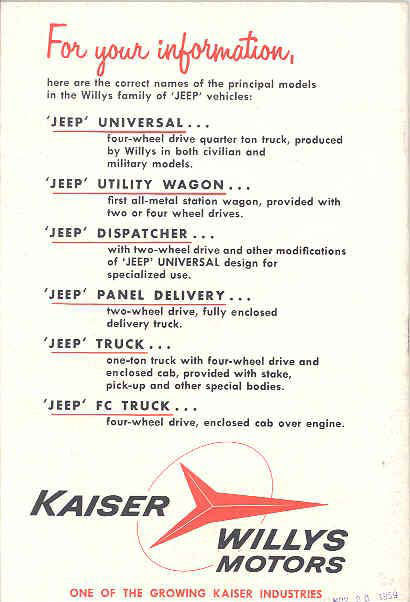 For your information,
here are the correct names of the principal models
in the Willys family of 'JEEP' vehicles:
'JEEP' UNIVERSAL...
four-wheel drive quarter ton truck, produced
by Willys in both civilian and
military models.
'JEEP' UTILITY WAGON...
first all-metal station wagon, provided with
two or four wheel drives.
'JEEP' DISPATCHER...
with two-wheel drive and other modifications
of 'JEEP' UNIVERSAL design for
specialized use.
'JEEP' PANEL DELIVERY...
two-wheel drive, fully enclosed
delivery truck.
'JEEP' TRUCK...
one-ton truck with four-wheel drive and
enclosed cab, provided with stake,
pick-up and other special bodies.
'JEEP' FC TRUCK...
four-wheel drive, enclosed cab over engine.
KAISER
WILLYS
MOTORS
ONE OF THE GROWING KAISER INDUSTRIES
NOV 1959